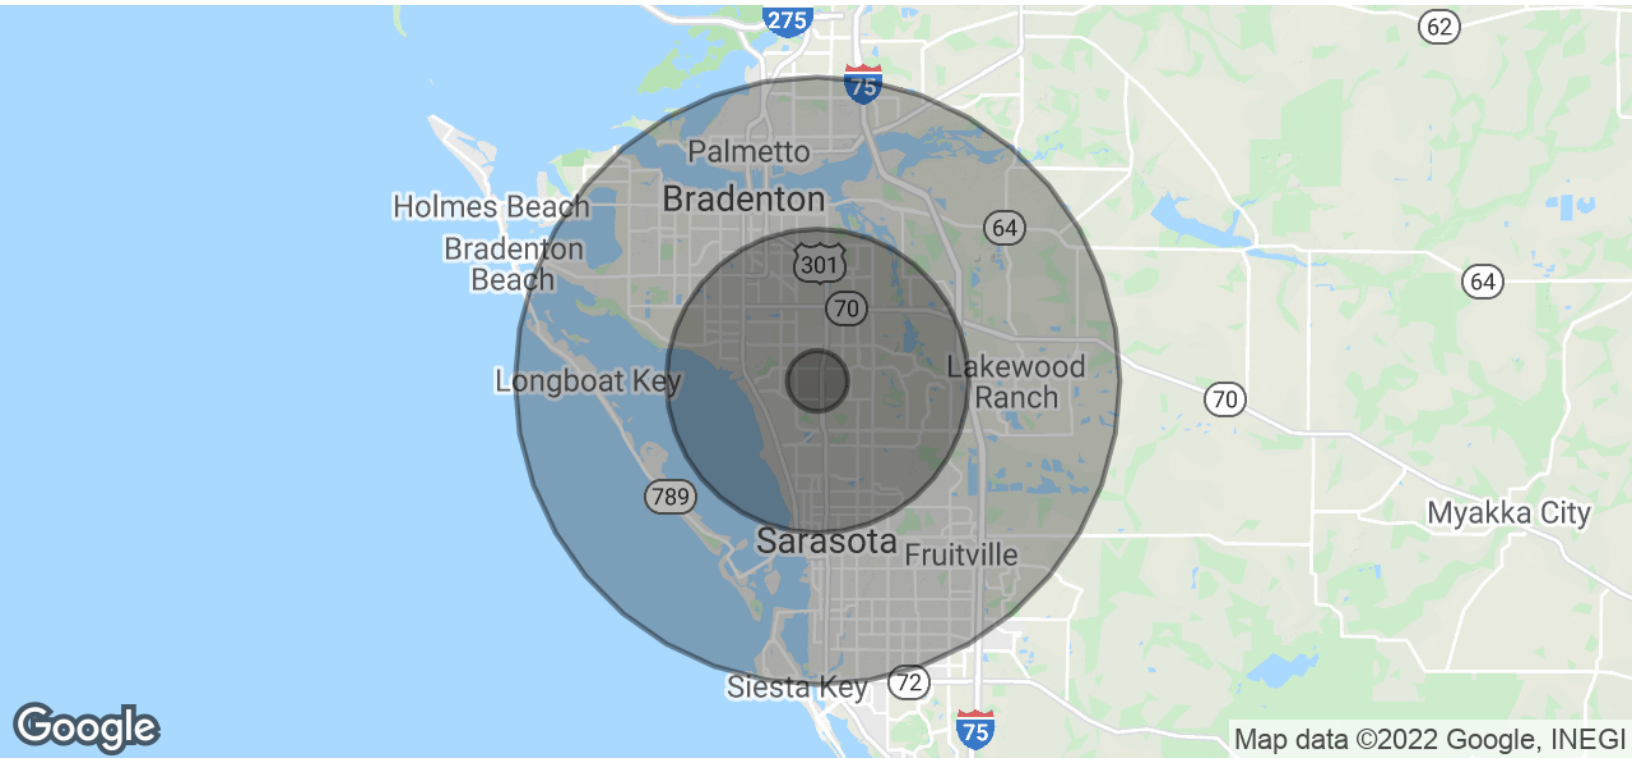 275
62
75
Palmetto
Bradenton
Holmes Beach
64
Bradenton
Beach
301
64
70
Lakewood
Ranch
Longboat Key
70
789
Myakka City
Sarasota
Fruitville
Siesta Key
72
75
Google
Map data ©2022 Google, INEGI